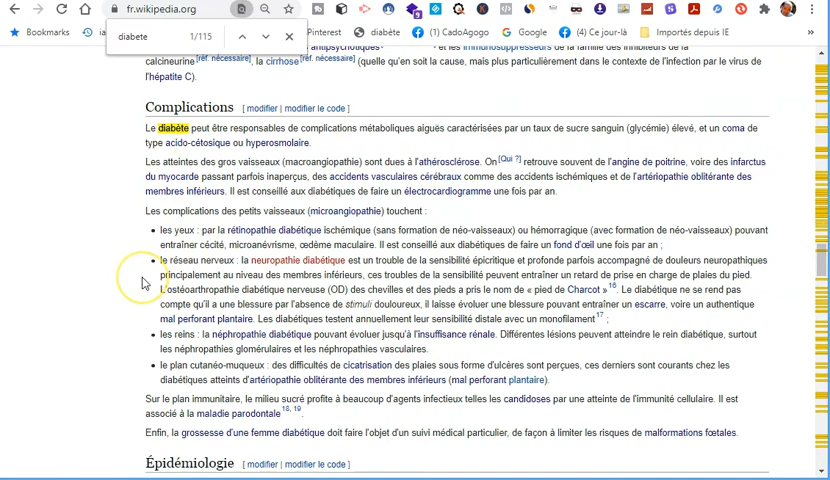 fr.wikipedia.org
Bookmarks
diabete 1/115
Internet
diabète
(1) CadoAgogo
Google
(4) Ce jour-là
Importés depuis IE
»
antipsychotiques et les immunosuppresseurs de la famille des inhibiteurs de la
calcineurine[réf. nécessaire], la cirrhose[réf. nécessaire] (quelle qu'en soit la cause, mais plus particulièrement dans le contexte de l'infection par le virus de
l'hépatite C).
Complications [ modifier | modifier le code ]
Le diabète peut être responsables de complications métaboliques aiguës caractérisées par un taux de sucre sanguin (glycémie) élevé, et un coma de
type acido-cétosique ou hyperosmolaire.
Les atteintes des gros vaisseaux (macroangiopathie) sont dues à l'athérosclérose. On[Qui ?] retrouve souvent de l'angine de poitrine, voire des infarctus
du myocarde passant parfois inaperçus, des accidents vasculaires cérébraux comme des accidents ischémiques et de l'artériopathie oblitérante des
membres inférieurs. Il est conseillé aux diabétiques de faire un électrocardiogramme une fois par an.
Les complications des petits vaisseaux (microangiopathie) touchent :
• les yeux : par la rétinopathie diabétique ischémique (sans formation de néo-vaisseaux) ou hémorragique (avec formation de néo-vaisseaux) pouvant
entraîner cécité, microanévrisme, œdème maculaire. Il est conseillé aux diabétiques de faire un fond d'œil une fois par an ;
• le réseau nerveux : la neuropathie diabétique est un trouble de la sensibilité épicritique et profonde parfois accompagné de douleurs neuropathiques
principalement au niveau des membres inférieurs, ces troubles de la sensibilité peuvent entraîner un retard de prise en charge de plaies du pied.
L'ostéoarthropathie diabétique nerveuse (OD) des chevilles et des pieds a pris le nom de « pied de Charcot »16. Le diabétique ne se rend pas
compte qu'il a une blessure par l'absence de stimuli douloureux, il laisse évoluer une blessure pouvant entraîner un escarre, voire un authentique
mal perforant plantaire. Les diabétiques testent annuellement leur sensibilité distale avec un monofilament17 ;
• les reins : la néphropathie diabétique pouvant évoluer jusqu'à l'insuffisance rénale. Différentes lésions peuvent atteindre le rein diabétique, surtout
les néphropathies glomérulaires et les néphropathies vasculaires.
• le plan cutanéo-muqueux : des difficultés de cicatrisation des plaies sous forme d'ulcères sont perçues, ces derniers sont courants chez les
diabétiques atteints d'artériopathie oblitérante des membres inférieurs (mal perforant plantaire).
Sur le plan immunitaire, le milieu sucré profite à beaucoup d'agents infectieux telles les candidoses par une atteinte de l'immunité cellulaire. Il est
associé à la maladie parodontale18, 19.
Enfin, la grossesse d'une femme diabétique doit faire l'objet d'un suivi médical particulier, de façon à limiter les risques de malformations fœtales.
Épidémiologie [ modifier | modifier le code ]